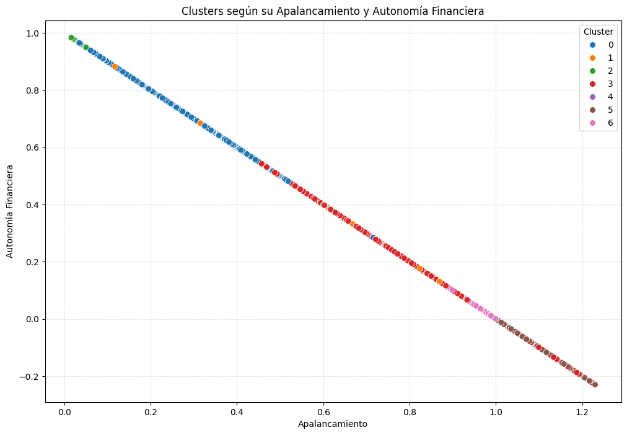 Clusters según su Apalancamiento y Autonomía Financiera
Cluster
0
1
2
3
4
5
6
Autonomía Financiera
1.0
0.8
0.6
0.4
0.2
0.0
−0.2
0.0 0.2 0.4 0.6 0.8 1.0 1.2
Apalancamiento